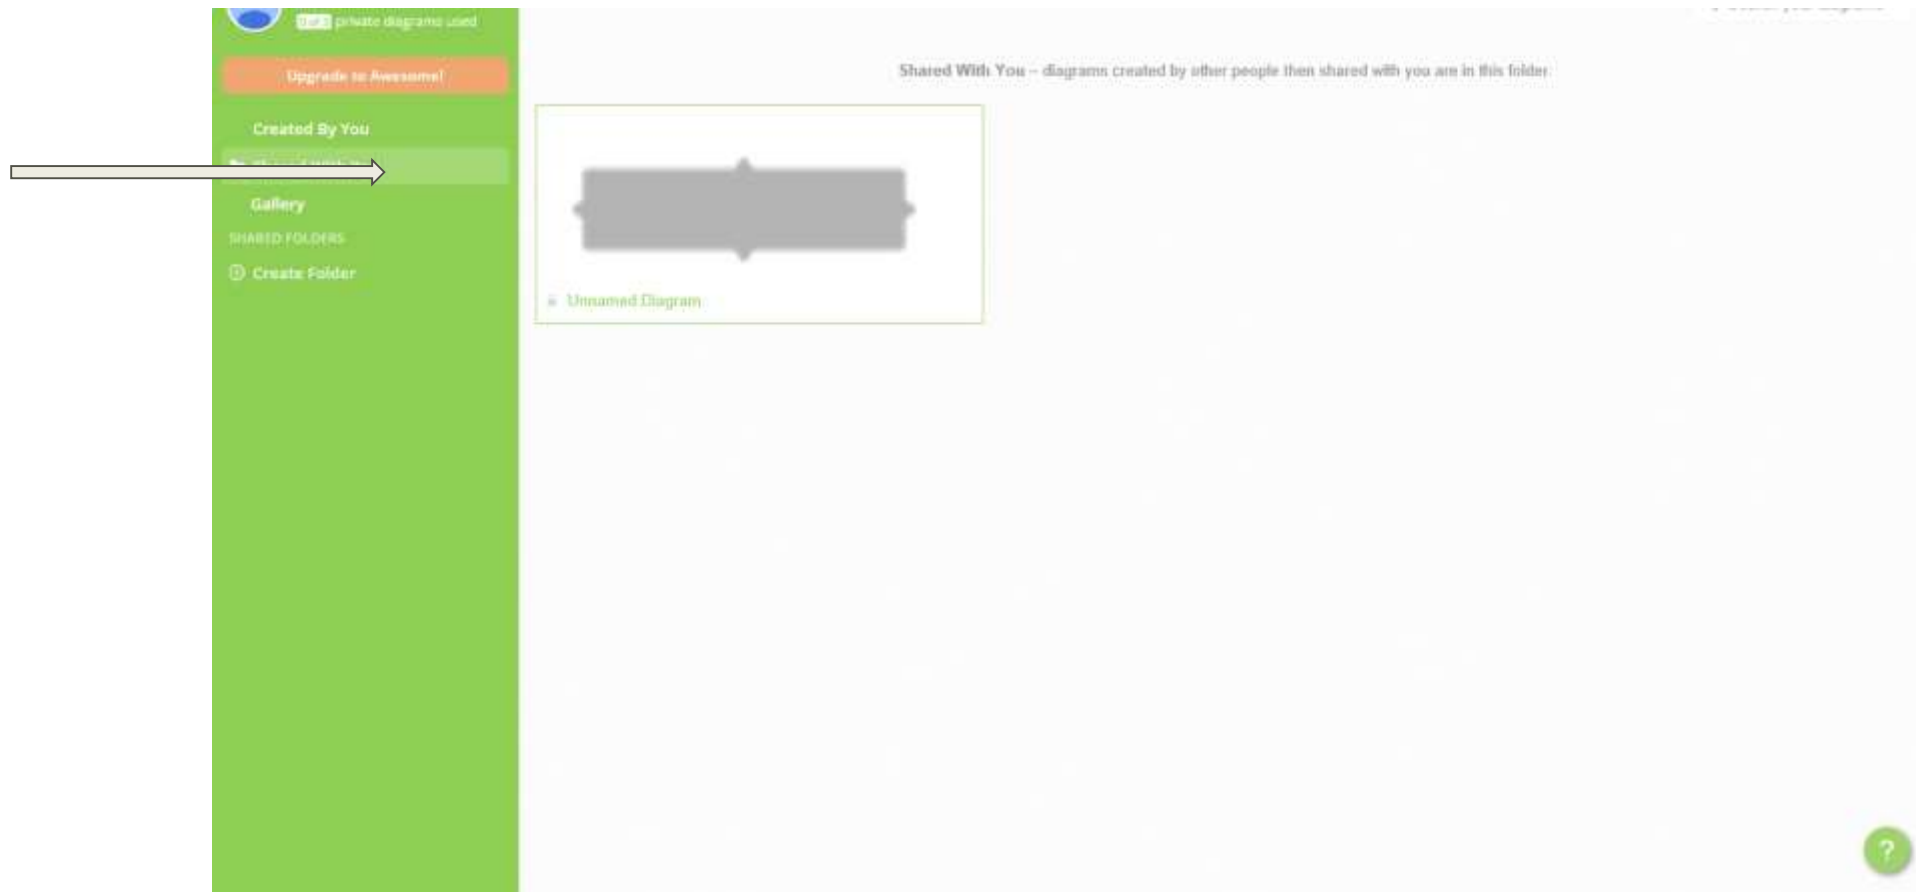 private diagrams used
Upgrade to Awesome!
Shared With You – diagrams created by other people then shared with you are in this folder
Created By You
Gallery
SHARED FOLDERS
Create Folder
Unnamed Diagram
?